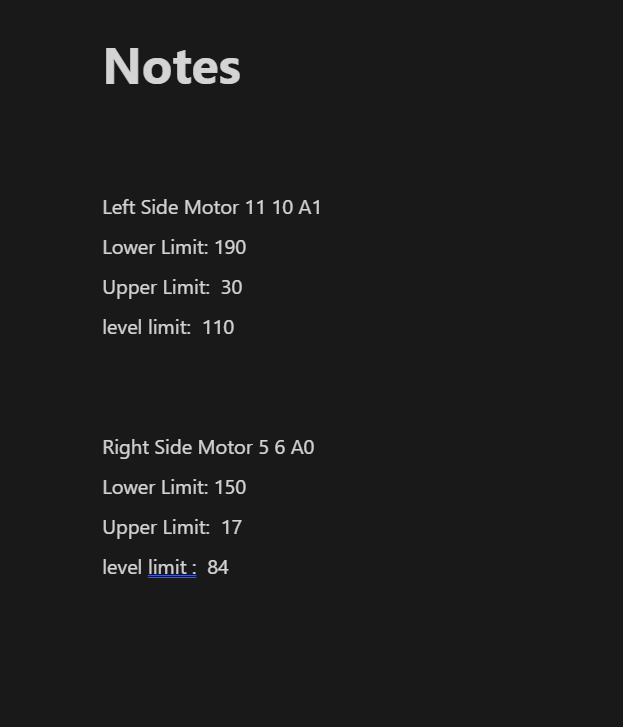 Notes
Left Side Motor 11 10 A1
Lower Limit: 190
Upper Limit:  30
level limit:  110
Right Side Motor 5 6 A0
Lower Limit: 150
Upper Limit:  17
level limit :  84